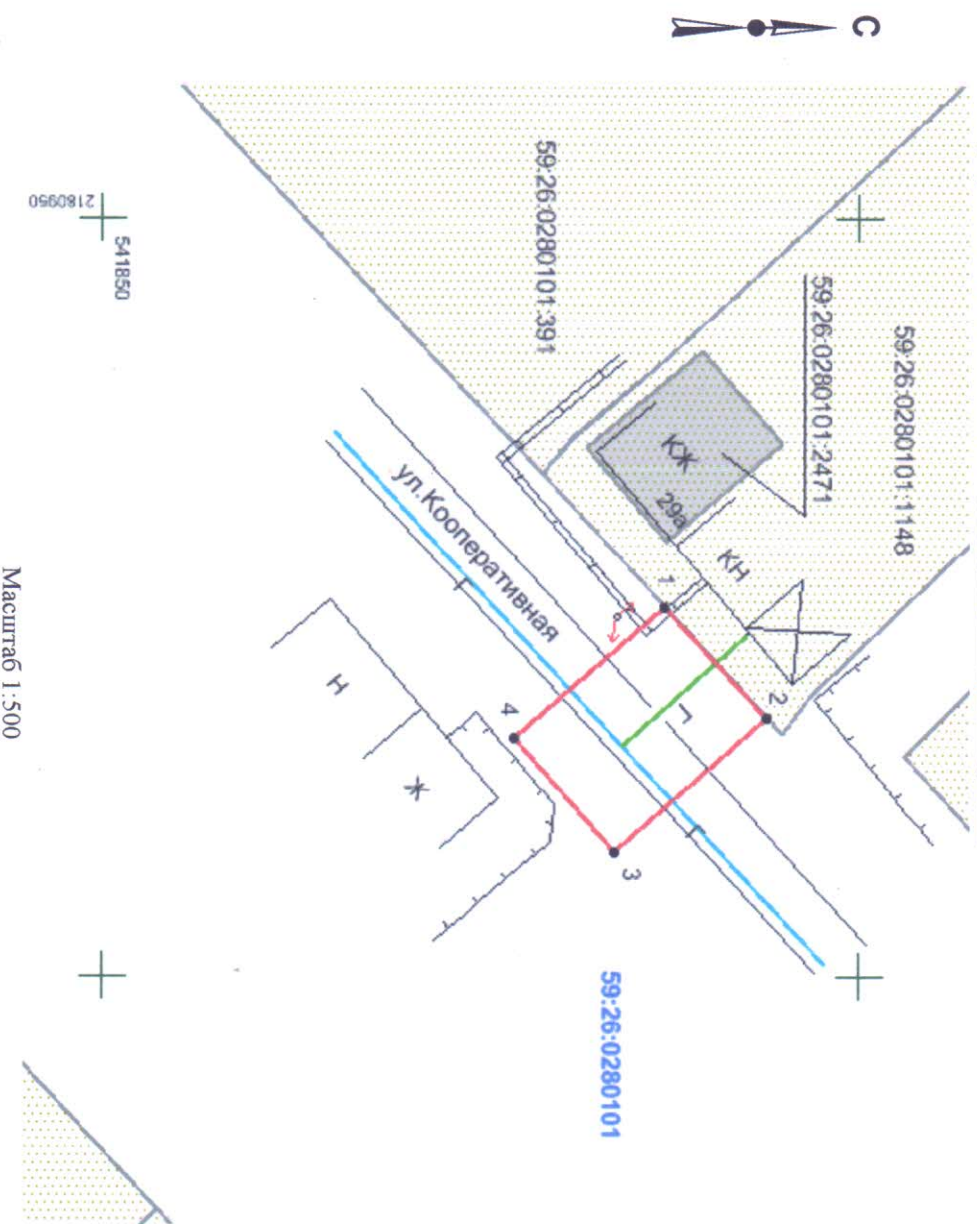 С
59:26:0280101:1148
59:26:0280101:2471
59:26:0280101:391
КЖ
29а
КН
1
2
3
4
Г
Г
Г
ул.Кооперативная
Н
Ж
59:26:0280101
541850
2180950
Масштаб 1:500